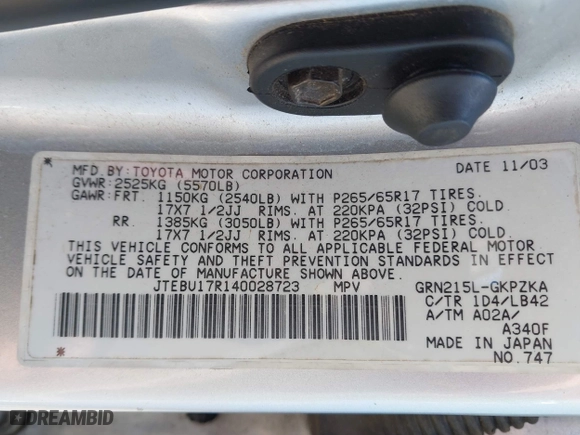 MFD. BY: TOYOTA MOTOR CORPORATION DATE 11/03
GVWR: 2525KG (5570LB)
GAWR: FRT. 1150KG (2540LB) WITH P265/65R17 TIRES.
17X7 1/2JJ RIMS. AT 220KPA (32PSI) COLD
RR. 1385KG (3050LB) WITH P265/65R17 TIRES.
17X7 1/2JJ RIMS. AT 220KPA (32PSI) COLD
THIS VEHICLE CONFORMS TO ALL APPLICABLE FEDERAL MOTOR
VEHICLE SAFETY AND THEFT PREVENTION STANDARDS IN EFFECT
ON THE DATE OF MANUFACTURE SHOWN ABOVE.
JTEBU17R140028723 MPV GRN215L-GKPZKA
C/TR 1D4/LB42
A/TM A02A/
A340F
MADE IN JAPAN
NO.747
DREAMBID